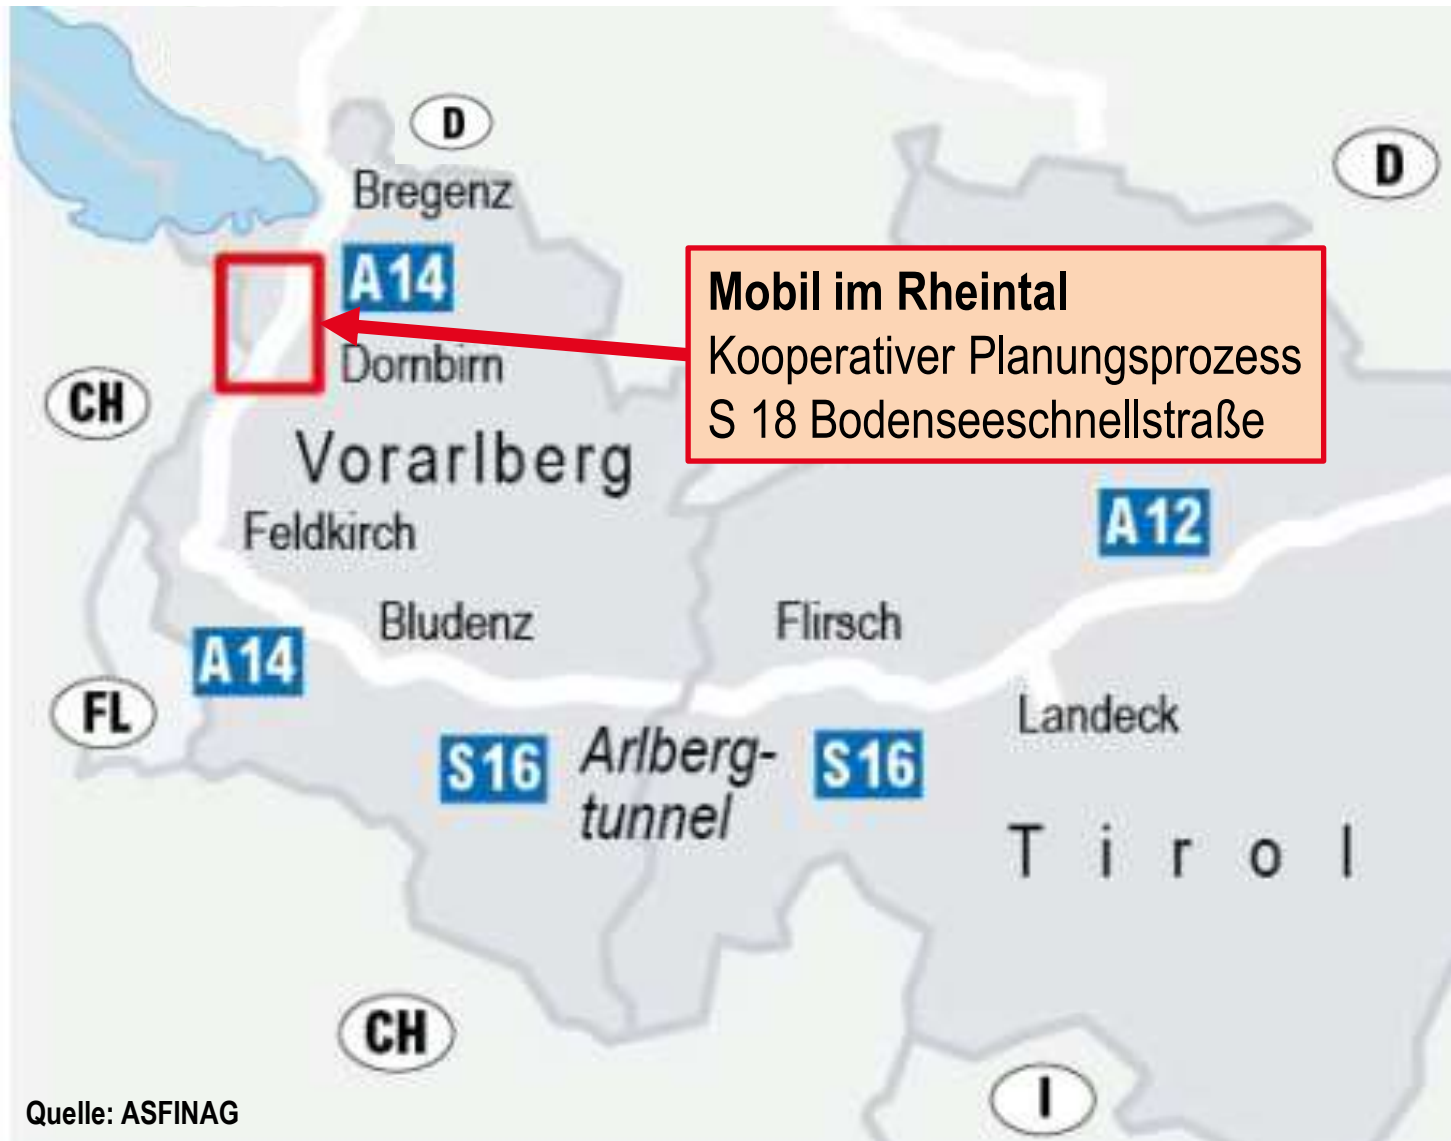 D
Bregenz
D
A14
Mobil im Rheintal
Kooperativer Planungsprozess
S 18 Bodenseeschnellstraße
Dornbirn
CH
Vorarlberg
A12
Feldkirch
Bludenz
Flirsch
A14
FL
Landeck
S16
Arlberg-
tunnel
S16
Tirol
CH
I
Quelle: ASFINAG